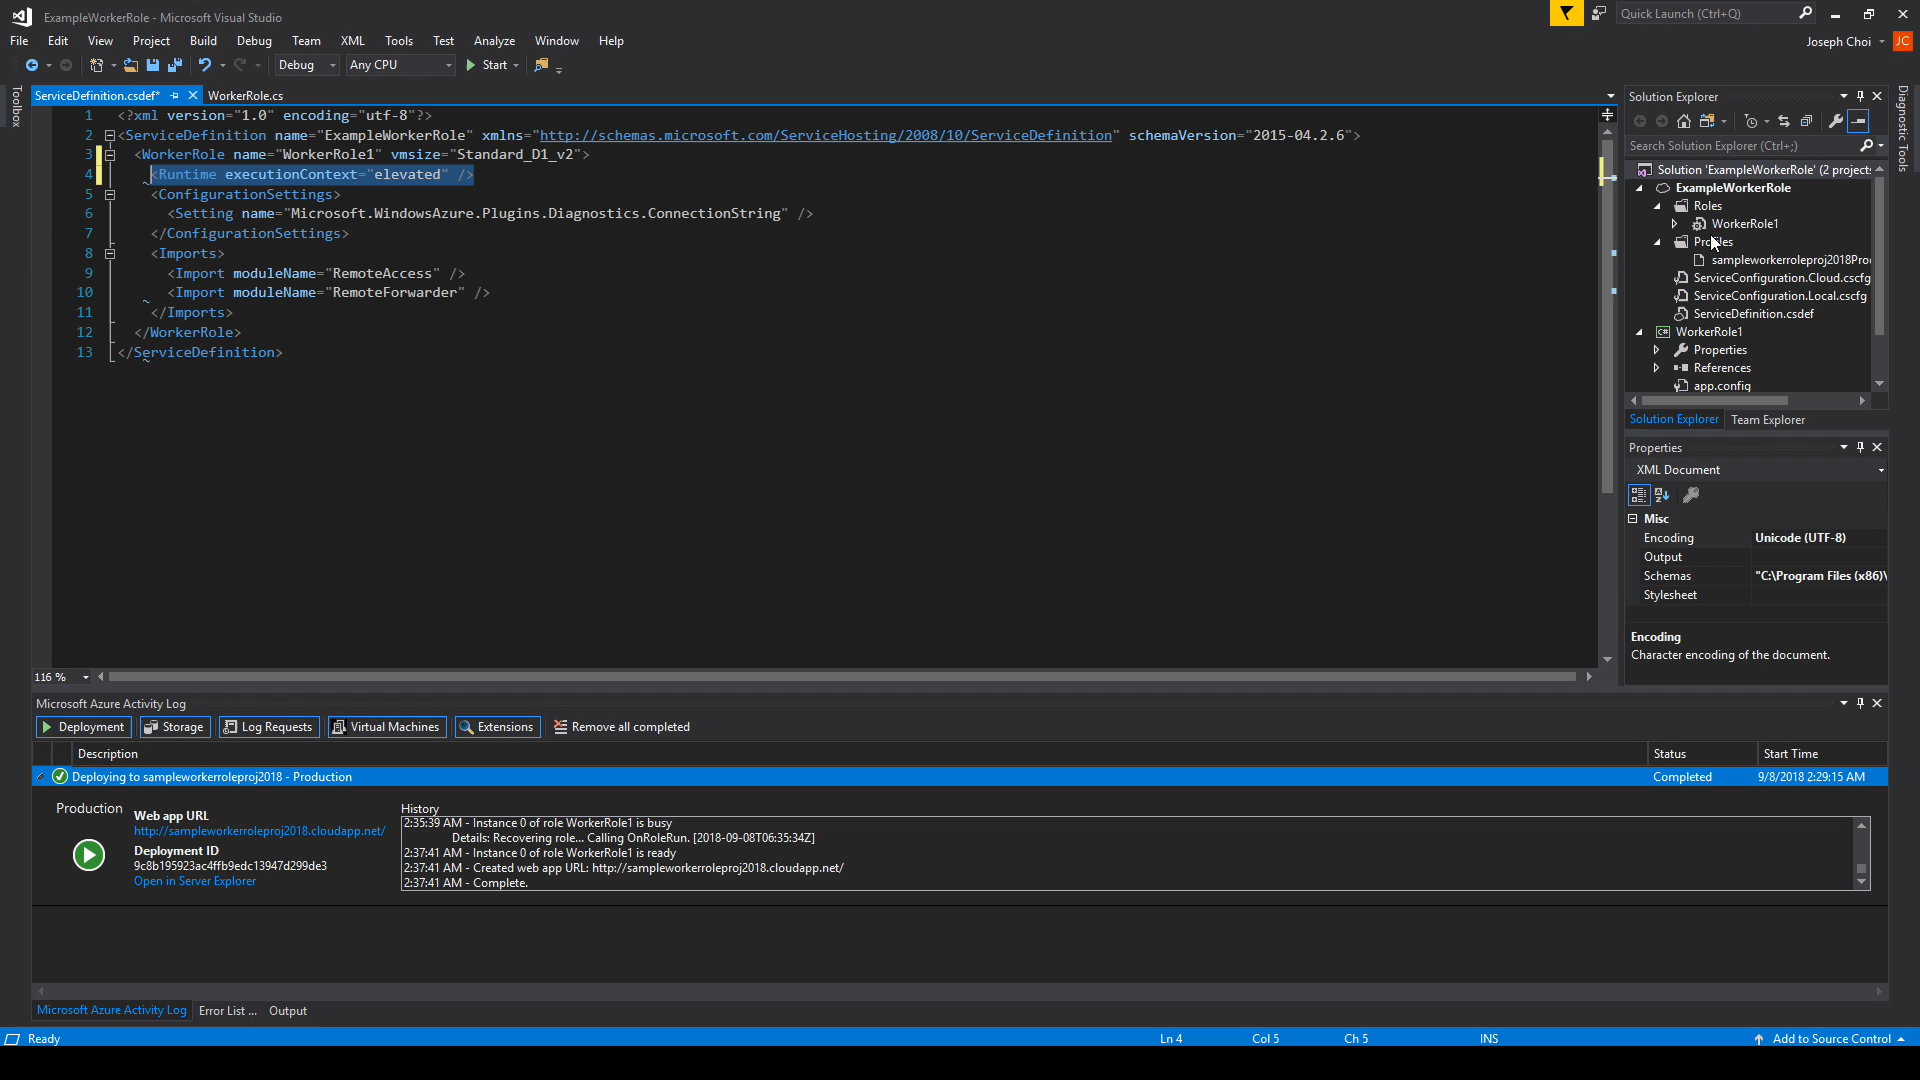 ExampleWorkerRole - Microsoft Visual Studio
Quick Launch (Ctrl+Q)
File Edit View Project Build Debug Team XML Tools Test Analyze Window Help
Joseph Choi JC
Debug Any CPU Start
Toolbox
ServiceDefinition.csdef* WorkerRole.cs
1 <?xml version="1.0" encoding="utf-8"?>
2 <ServiceDefinition name="ExampleWorkerRole" xmlns="http://schemas.microsoft.com/ServiceHosting/2008/10/ServiceDefinition" schemaVersion="2015-04.2.6">
3 <WorkerRole name="WorkerRole1" vmsize="Standard_D1_v2">
4 <Runtime executionContext="elevated" />
5 <ConfigurationSettings>
6 <Setting name="Microsoft.WindowsAzure.Plugins.Diagnostics.ConnectionString" />
7 </ConfigurationSettings>
8 <Imports>
9 <Import moduleName="RemoteAccess" />
10 <Import moduleName="RemoteForwarder" />
11 </Imports>
12 </WorkerRole>
13 </ServiceDefinition>
116 %
Solution Explorer
Search Solution Explorer (Ctrl+;)
Solution 'ExampleWorkerRole' (2 projects
ExampleWorkerRole
Roles
WorkerRole1
Profiles
sampleworkerroleproj2018Pro
ServiceConfiguration.Cloud.cscfg
ServiceConfiguration.Local.cscfg
ServiceDefinition.csdef
C# WorkerRole1
Properties
References
app.config
Solution Explorer Team Explorer
Diagnostic Tools
Properties
XML Document
Misc
Encoding Unicode (UTF-8)
Output
Schemas "C:\Program Files (x86)\
Stylesheet
Encoding
Character encoding of the document.
Microsoft Azure Activity Log
Deployment Storage Log Requests Virtual Machines Extensions Remove all completed
Description Status Start Time
Deploying to sampleworkerroleproj2018 - Production Completed 9/8/2018 2:29:15 AM
Production
Web app URL
http://sampleworkerroleproj2018.cloudapp.net/
Deployment ID
9c8b195923ac4ffb9edc13947d299de3
Open in Server Explorer
History
2:35:39 AM - Instance 0 of role WorkerRole1 is busy
Details: Recovering role... Calling OnRoleRun. [2018-09-08T06:35:34Z]
2:37:41 AM - Instance 0 of role WorkerRole1 is ready
2:37:41 AM - Created web app URL: http://sampleworkerroleproj2018.cloudapp.net/
2:37:41 AM - Complete.
Microsoft Azure Activity Log Error List ... Output
Ready Ln 4 Col 5 Ch 5 INS Add to Source Control